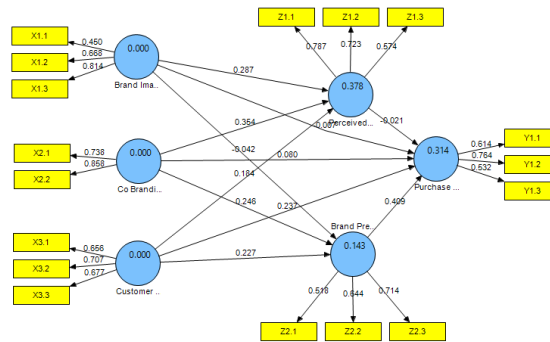 Z1.1
Z1.2
Z1.3
X1.1
0.450
0.000
0.787
0.723
0.574
X1.2
0.668
X1.3
0.814
Brand Ima..
0.287
0.378
Perceived...
0.354
-0.021
X2.1
0.738
0.000
-0.042
0.184
0.080
0.314
0.614
Y1.1
X2.2
0.858
0.764
Y1.2
Co Brandi..
0.246
0.237
Purchase ...
0.532
Y1.3
0.409
Brand Pre..
X3.1
0.656
0.000
0.227
0.143
X3.2
0.707
X3.3
0.677
Customer ..
0.518
0.644
0.714
Z2.1
Z2.2
Z2.3